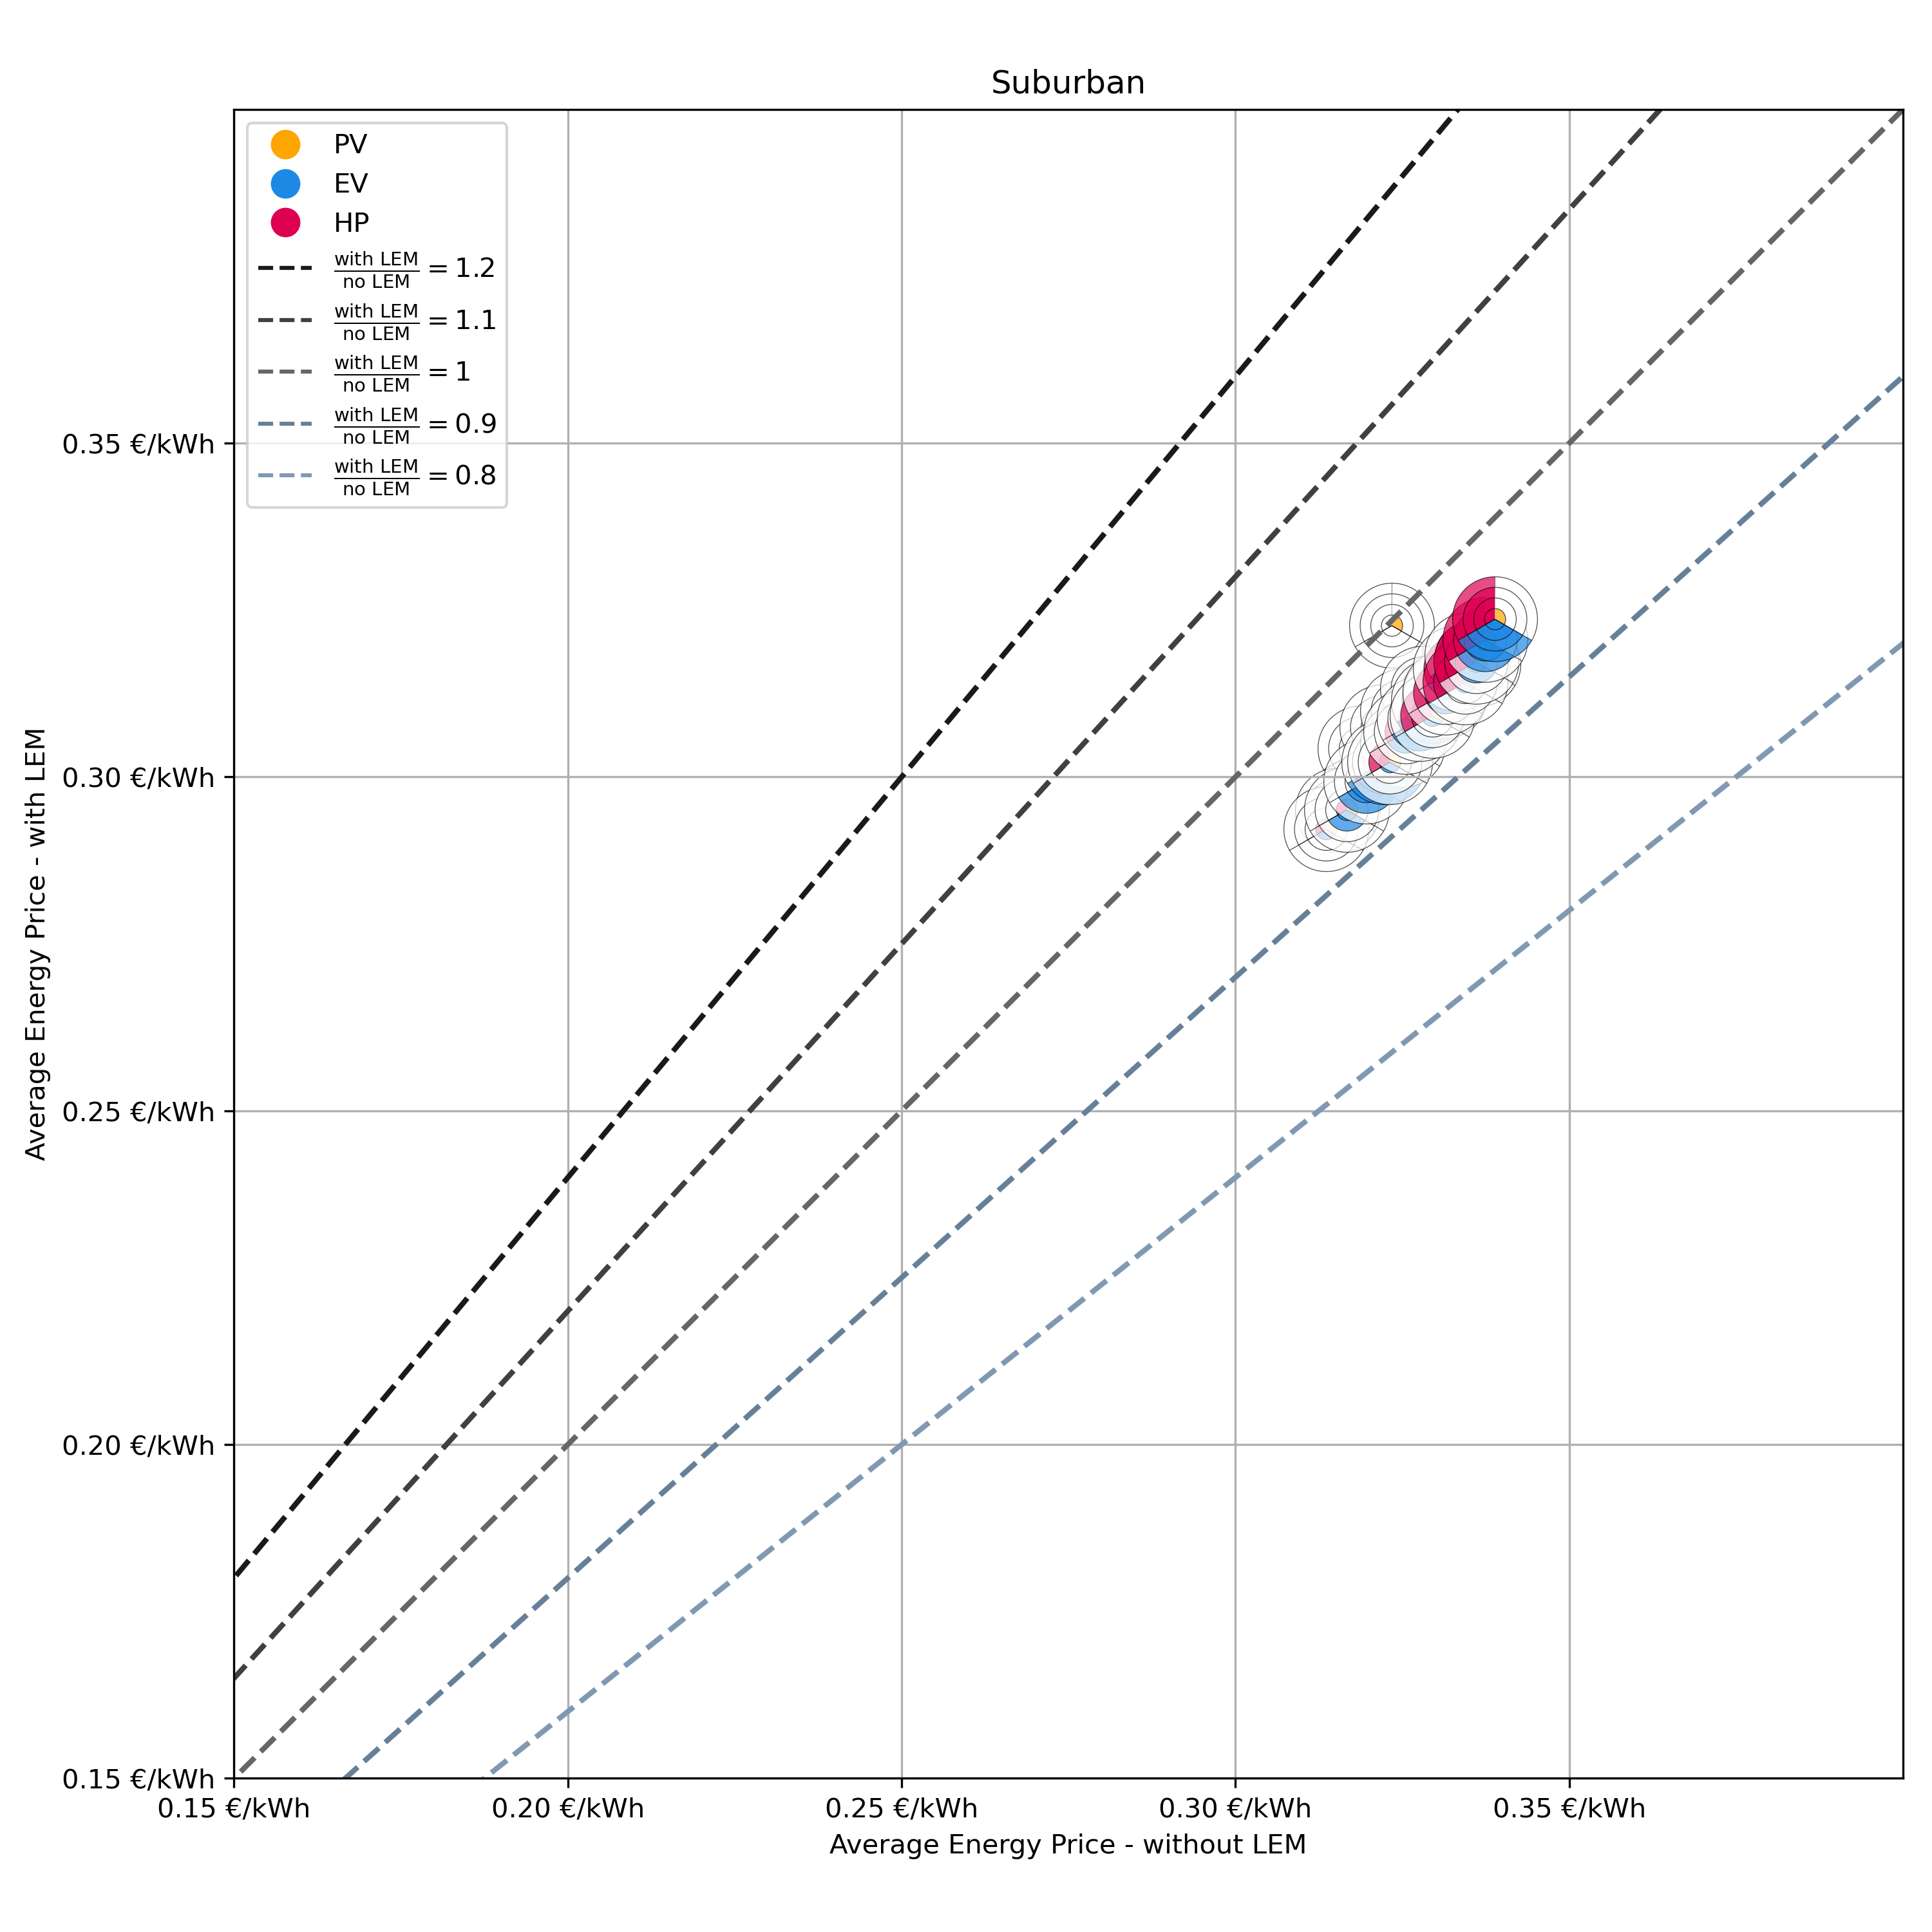 Suburban
PV
EV
HP
with LEM / no LEM = 1.2
with LEM / no LEM = 1.1
with LEM / no LEM = 1
with LEM / no LEM = 0.9
with LEM / no LEM = 0.8
Average Energy Price - with LEM
0.35 €/kWh
0.30 €/kWh
0.25 €/kWh
0.20 €/kWh
0.15 €/kWh
0.15 €/kWh 0.20 €/kWh 0.25 €/kWh 0.30 €/kWh 0.35 €/kWh
Average Energy Price - without LEM